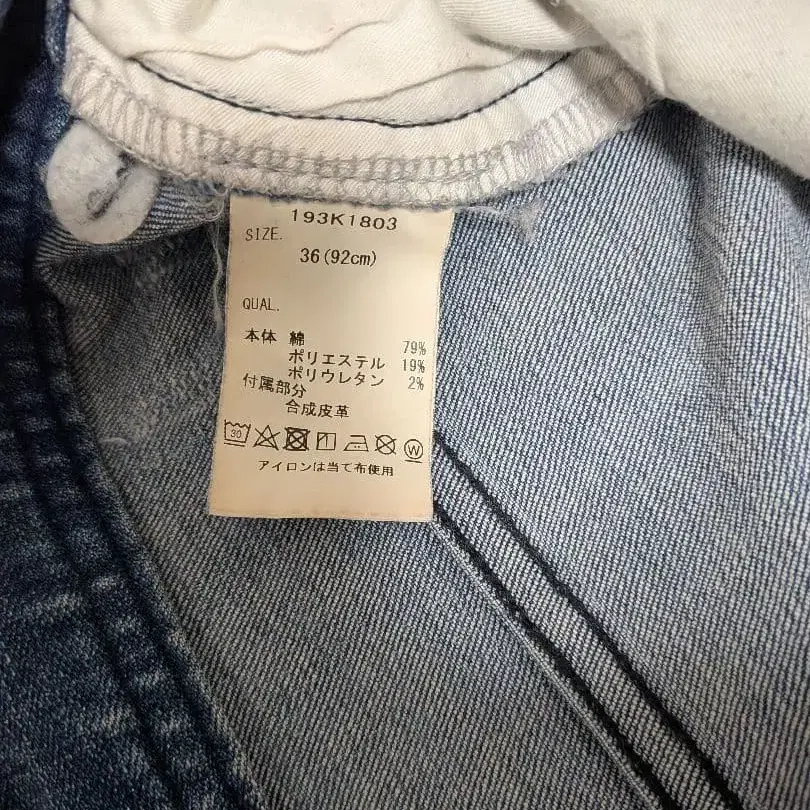 193K1803
SIZE.
36(92cm)
QUAL.
本体 綿 79%
ポリエステル 19%
ポリウレタン 2%
付属部分
合成皮革
30 W
アイロンは当て布使用